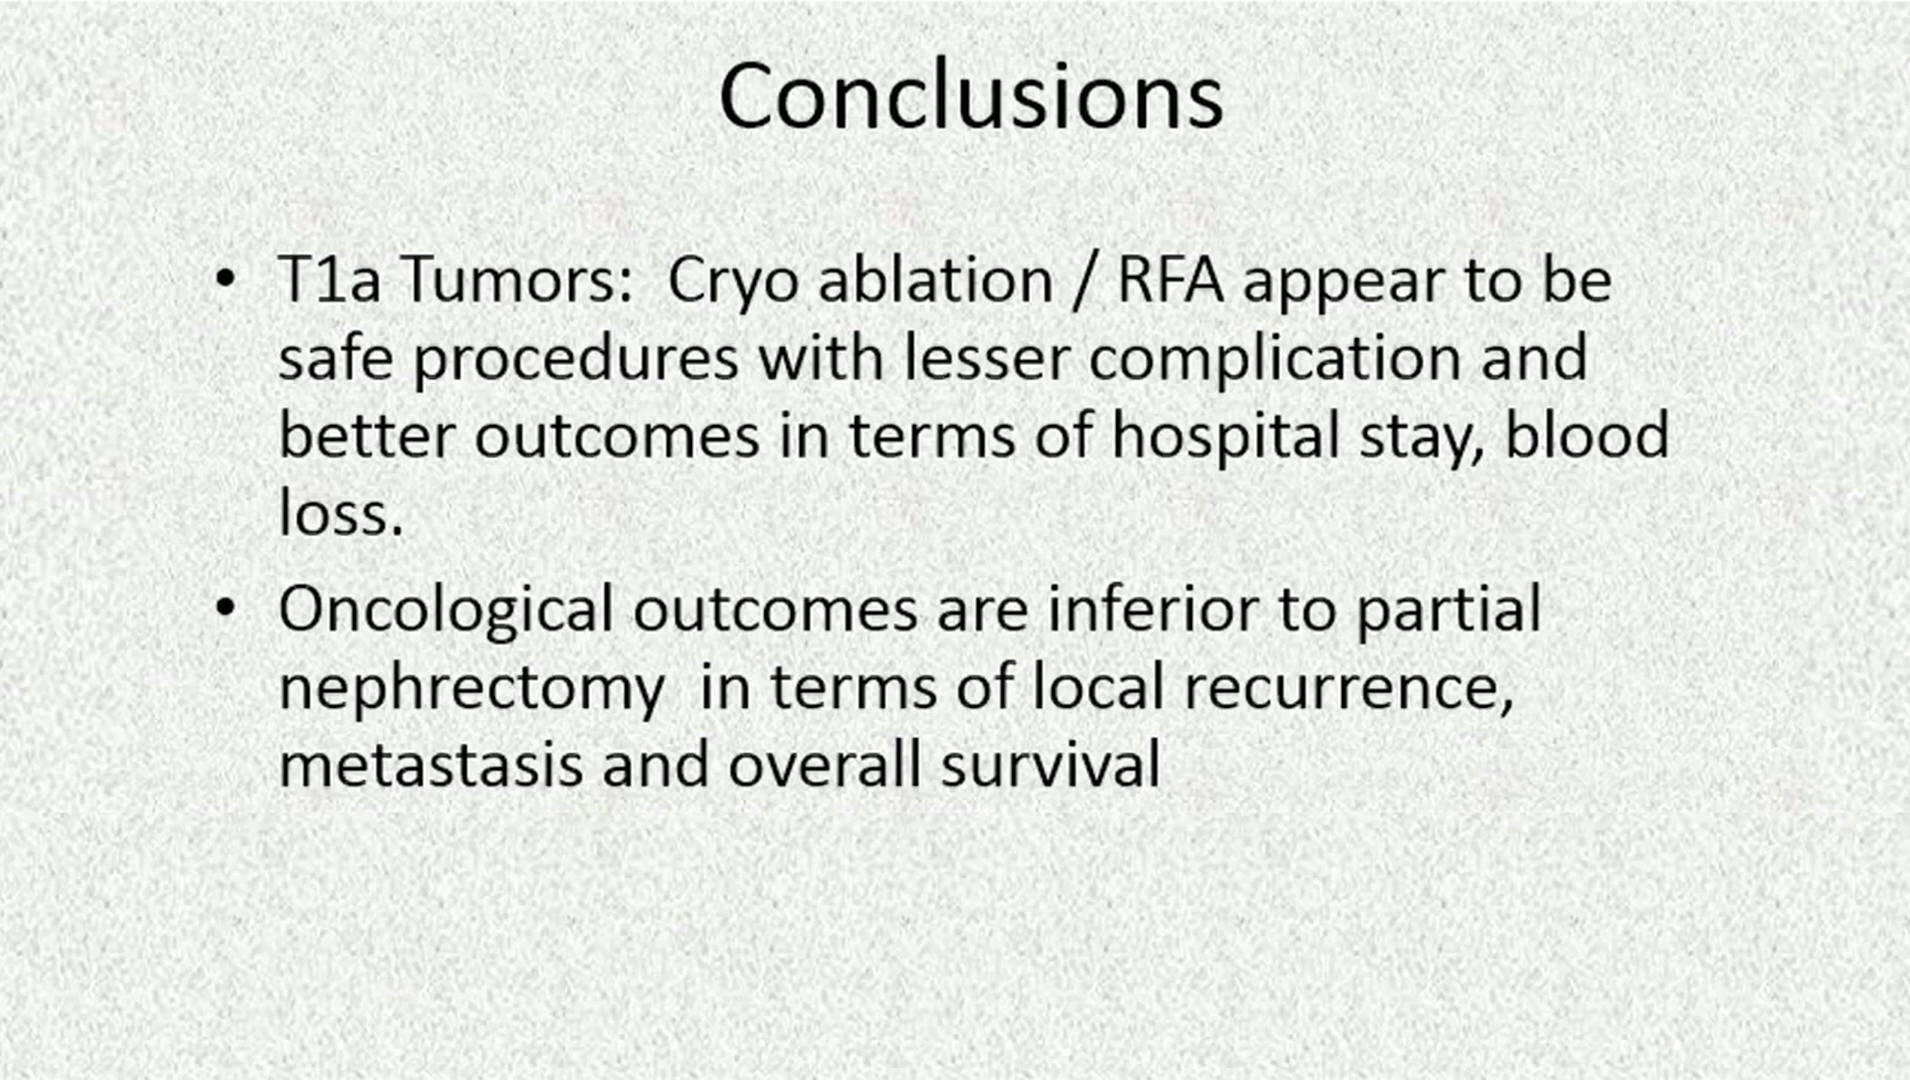 Conclusions
• T1a Tumors:  Cryo ablation / RFA appear to be
safe procedures with lesser complication and
better outcomes in terms of hospital stay, blood
loss.
• Oncological outcomes are inferior to partial
nephrectomy  in terms of local recurrence,
metastasis and overall survival